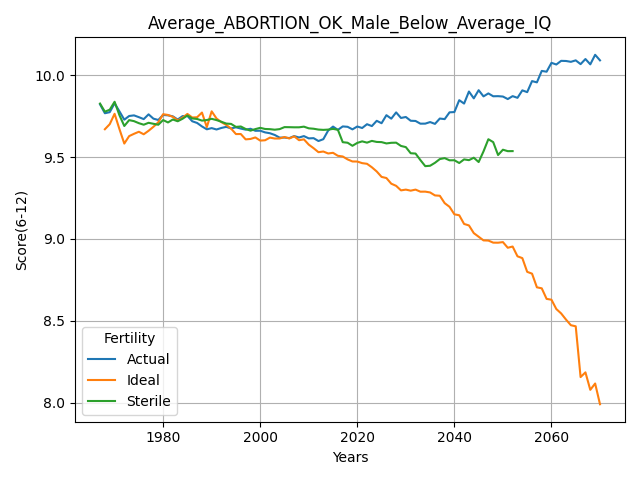 Average_ABORTION_OK_Male_Below_Average_IQ
Score(6-12)
10.0
9.5
9.0
8.5
8.0
Fertility
Actual
Ideal
Sterile
1980 2000 2020 2040 2060
Years